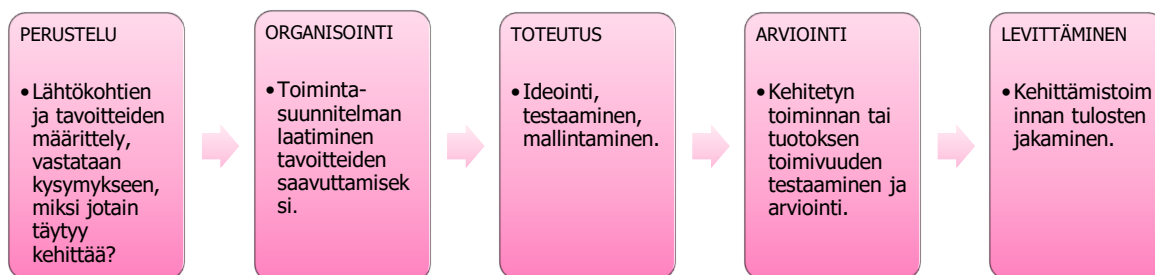 PERUSTELU
• Lähtökohtien
ja tavoitteiden
määrittely,
vastataan
kysymykseen,
miksi jotain
täytyy
kehittää?
ORGANISOINTI
• Toiminta-
suunnitelman
laatiminen
tavoitteiden
saavuttamisek
si.
TOTEUTUS
• Ideointi,
testaaminen,
mallintaminen.
ARVIOINTI
• Kehitetyn
toiminnan tai
tuotoksen
toimivuuden
testaaminen ja
arviointi.
LEVITTÄMINEN
• Kehittämistoim
innan tulosten
jakaminen.